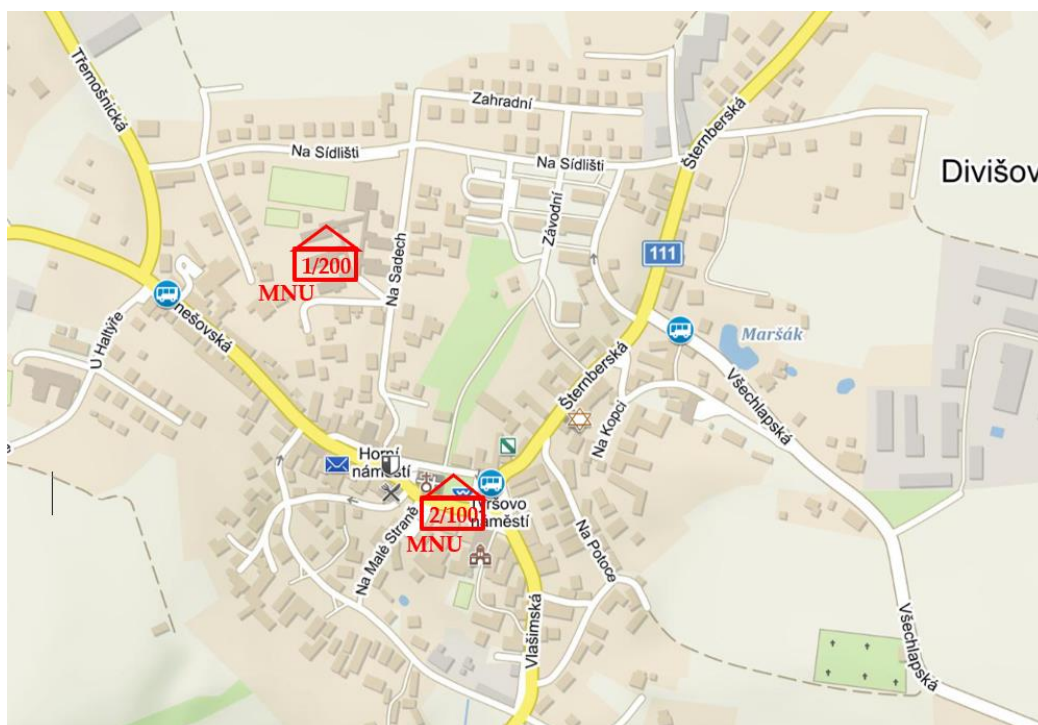 Třemošnická
Zahradní
Na Sídlišti
Na Sídlišti
Šternberská
Divišov
Závodní
111
1/200
MNU
Na Sadech
nešovská
U Haltýře
Maršák
Šternberská
Všechlapská
Na Kopci
Horní
náměstí
2/100
MNU
náměstí
Na Malé Straně
Na Potoce
Vlašimská
Všechlapská